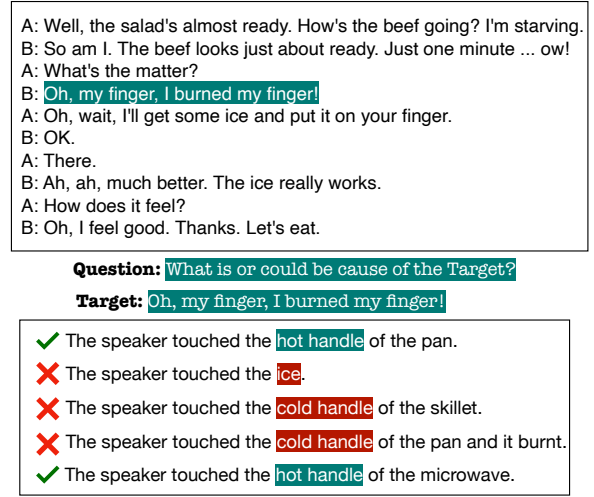 A: Well, the salad's almost ready. How's the beef going? I'm starving.
B: So am I. The beef looks just about ready. Just one minute ... ow!
A: What's the matter?
B: Oh, my finger, I burned my finger!
A: Oh, wait, I'll get some ice and put it on your finger.
B: OK.
A: There.
B: Ah, ah, much better. The ice really works.
A: How does it feel?
B: Oh, I feel good. Thanks. Let's eat.
Question: What is or could be cause of the Target?
Target: Oh, my finger, I burned my finger!
The speaker touched the hot handle of the pan.
The speaker touched the ice.
The speaker touched the cold handle of the skillet.
The speaker touched the cold handle of the pan and it burnt.
The speaker touched the hot handle of the microwave.